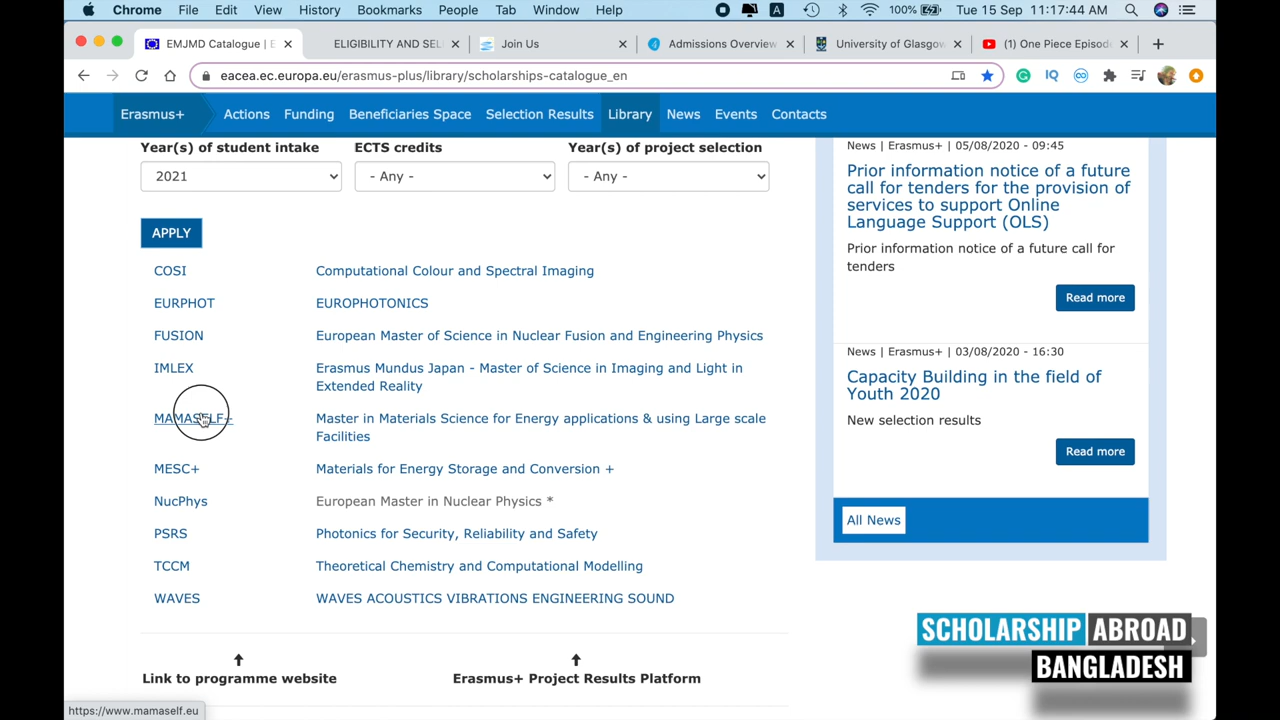 Chrome File Edit View History Bookmarks People Tab Window Help A 100% Tue 15 Sep 11:17:44 AM
EMJMD Catalogue | E ELIGIBILITY AND SEL Join Us Admissions Overview University of Glasgow (1) One Piece Episode
eacea.ec.europa.eu/erasmus-plus/library/scholarships-catalogue_en IQ
Erasmus+ Actions Funding Beneficiaries Space Selection Results Library News Events Contacts
Year(s) of student intake ECTS credits Year(s) of project selection
2021 - Any - - Any -
APPLY
COSI Computational Colour and Spectral Imaging
EURPHOT EUROPHOTONICS
FUSION European Master of Science in Nuclear Fusion and Engineering Physics
IMLEX Erasmus Mundus Japan - Master of Science in Imaging and Light in
Extended Reality
MAMASELF+ Master in Materials Science for Energy applications & using Large scale
Facilities
MESC+ Materials for Energy Storage and Conversion +
NucPhys European Master in Nuclear Physics *
PSRS Photonics for Security, Reliability and Safety
TCCM Theoretical Chemistry and Computational Modelling
WAVES WAVES ACOUSTICS VIBRATIONS ENGINEERING SOUND
Link to programme website Erasmus+ Project Results Platform
News | Erasmus+ | 05/08/2020 - 09:45
Prior information notice of a future
call for tenders for the provision of
services to support Online
Language Support (OLS)
Prior information notice of a future call for
tenders
Read more
News | Erasmus+ | 03/08/2020 - 16:30
Capacity Building in the field of
Youth 2020
New selection results
Read more
All News
SCHOLARSHIP ABROAD
BANGLADESH
https://www.mamaself.eu